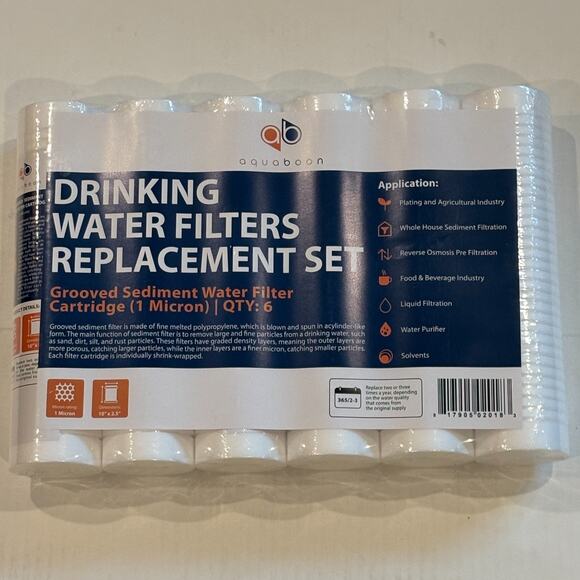 ab
aquaboon
DRINKING
WATER FILTERS
REPLACEMENT SET
Grooved Sediment Water Filter
Cartridge (1 Micron) | QTY: 6
Grooved sediment filter is made of fine melted polypropylene, which is blown and spun in acylinder-like
form. The main function of sediment filter is to remove large and fine particles from a drinking water, such
as sand, dirt, silt, and rust particles. These filters have graded density layers, meaning the outer layers are
more porous, catching larger particles, while the inner layers are a finer micron, catching smaller particles.
Each filter cartridge is individually shrink-wrapped.
Micron rating:
1 Micron
Dimensions:
10" x 2.5"
Application:
Plating and Agricultural Industry
Whole House Sediment Filtration
Reverse Osmosis Pre Filtration
Food & Beverage Industry
Liquid Filtration
Water Purifier
Solvents
365/2-3
Replace two or three
times a year, depending
on the water quality
that comes from
the original supply
8 17905 02018 3